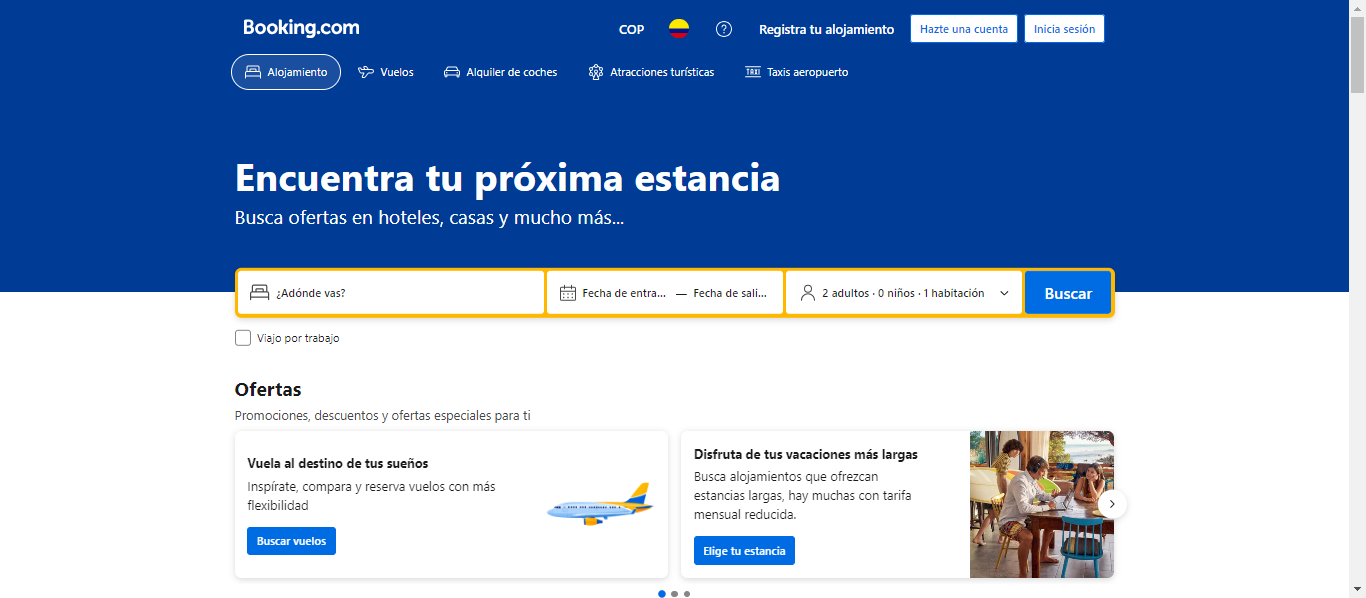 Booking.com
COP
?
Registra tu alojamiento
Hazte una cuenta
Inicia sesión
Alojamiento
Vuelos
Alquiler de coches
Atracciones turísticas
TAXI
Taxis aeropuerto
Encuentra tu próxima estancia
Busca ofertas en hoteles, casas y mucho más...
¿Adónde vas?
Fecha de entra... — Fecha de sali...
2 adultos · 0 niños · 1 habitación
Buscar
Viajo por trabajo
Ofertas
Promociones, descuentos y ofertas especiales para ti
Vuela al destino de tus sueños
Inspírate, compara y reserva vuelos con más
flexibilidad
Buscar vuelos
Disfruta de tus vacaciones más largas
Busca alojamientos que ofrezcan
estancias largas, hay muchas con tarifa
mensual reducida.
Elige tu estancia